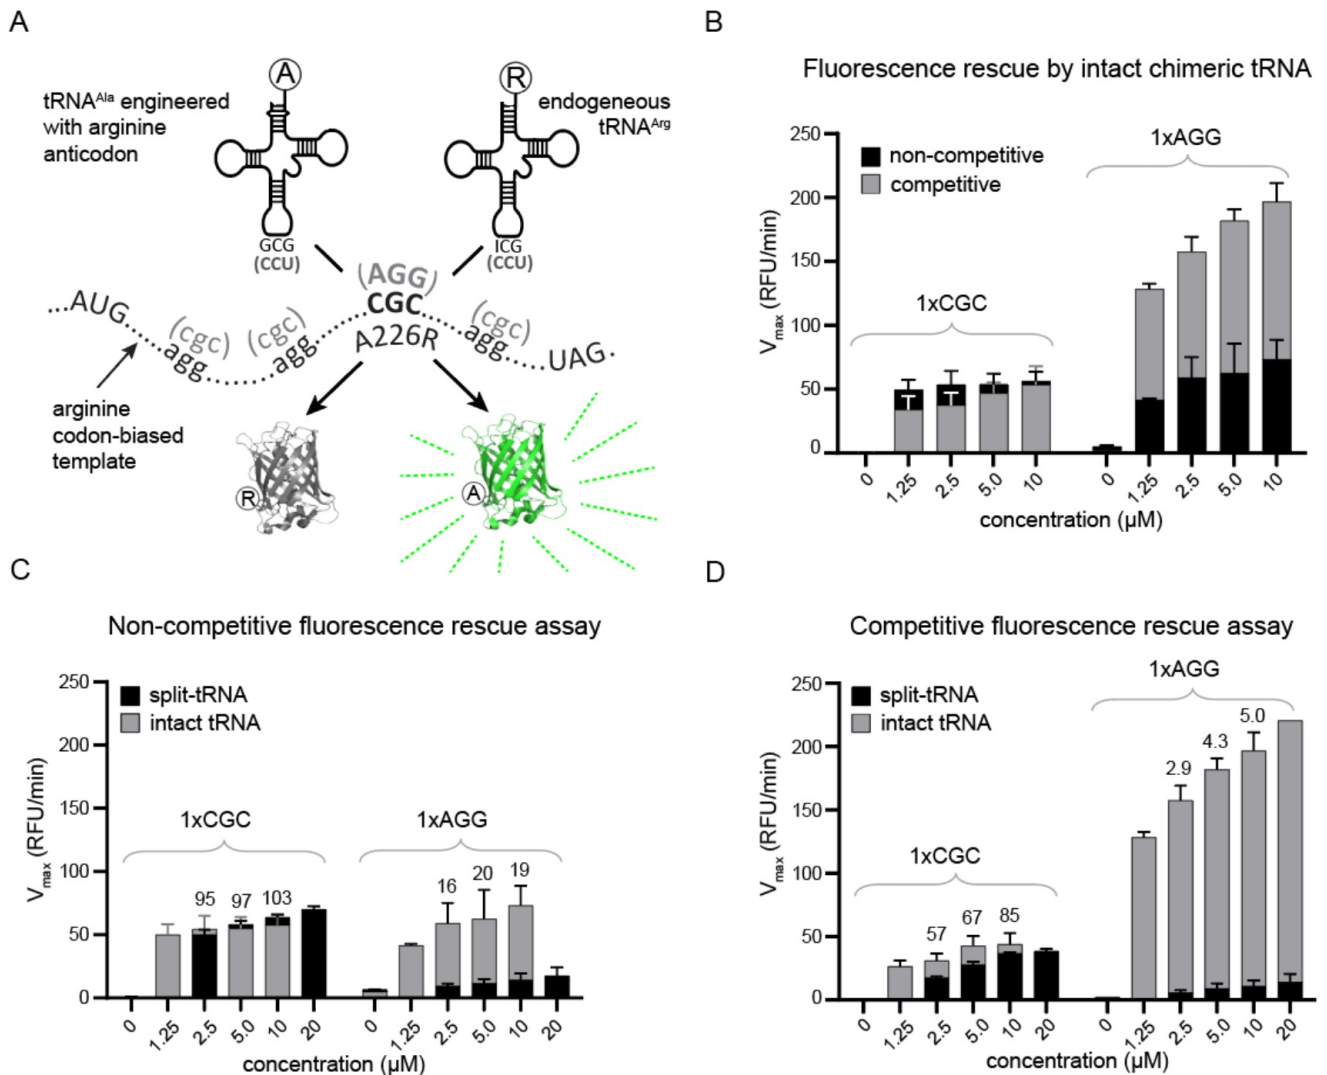 A
tRNAAla engineered
with arginine
anticodon
A
R
endogeneous
tRNAArg
GCG
(CCU)
ICG
(CCU)
(AGG)
CGC
A226R
...AUG
(cgc)
agg
(cgc)
agg
(cgc)
agg
UAG.
arginine
codon-biased
template
R
A
B
Fluorescence rescue by intact chimeric tRNA
non-competitive
competitive
1xCGC
1xAGG
Vmax (RFU/min)
250
200
150
100
50
0
0
1.25
2.5
5.0
10
0
1.25
2.5
5.0
10
concentration (µM)
C
Non-competitive fluorescence rescue assay
split-tRNA
intact tRNA
1xCGC
1xAGG
95
97
103
16
20
19
Vmax (RFU/min)
250
200
150
100
50
0
0
1.25
2.5
5.0
10
20
0
1.25
2.5
5.0
10
20
concentration (µM)
D
Competitive fluorescence rescue assay
split-tRNA
intact tRNA
1xCGC
1xAGG
57
67
85
2.9
4.3
5.0
Vmax (RFU/min)
250
200
150
100
50
0
0
1.25
2.5
5.0
10
20
0
1.25
2.5
5.0
10
20
concentration (µM)